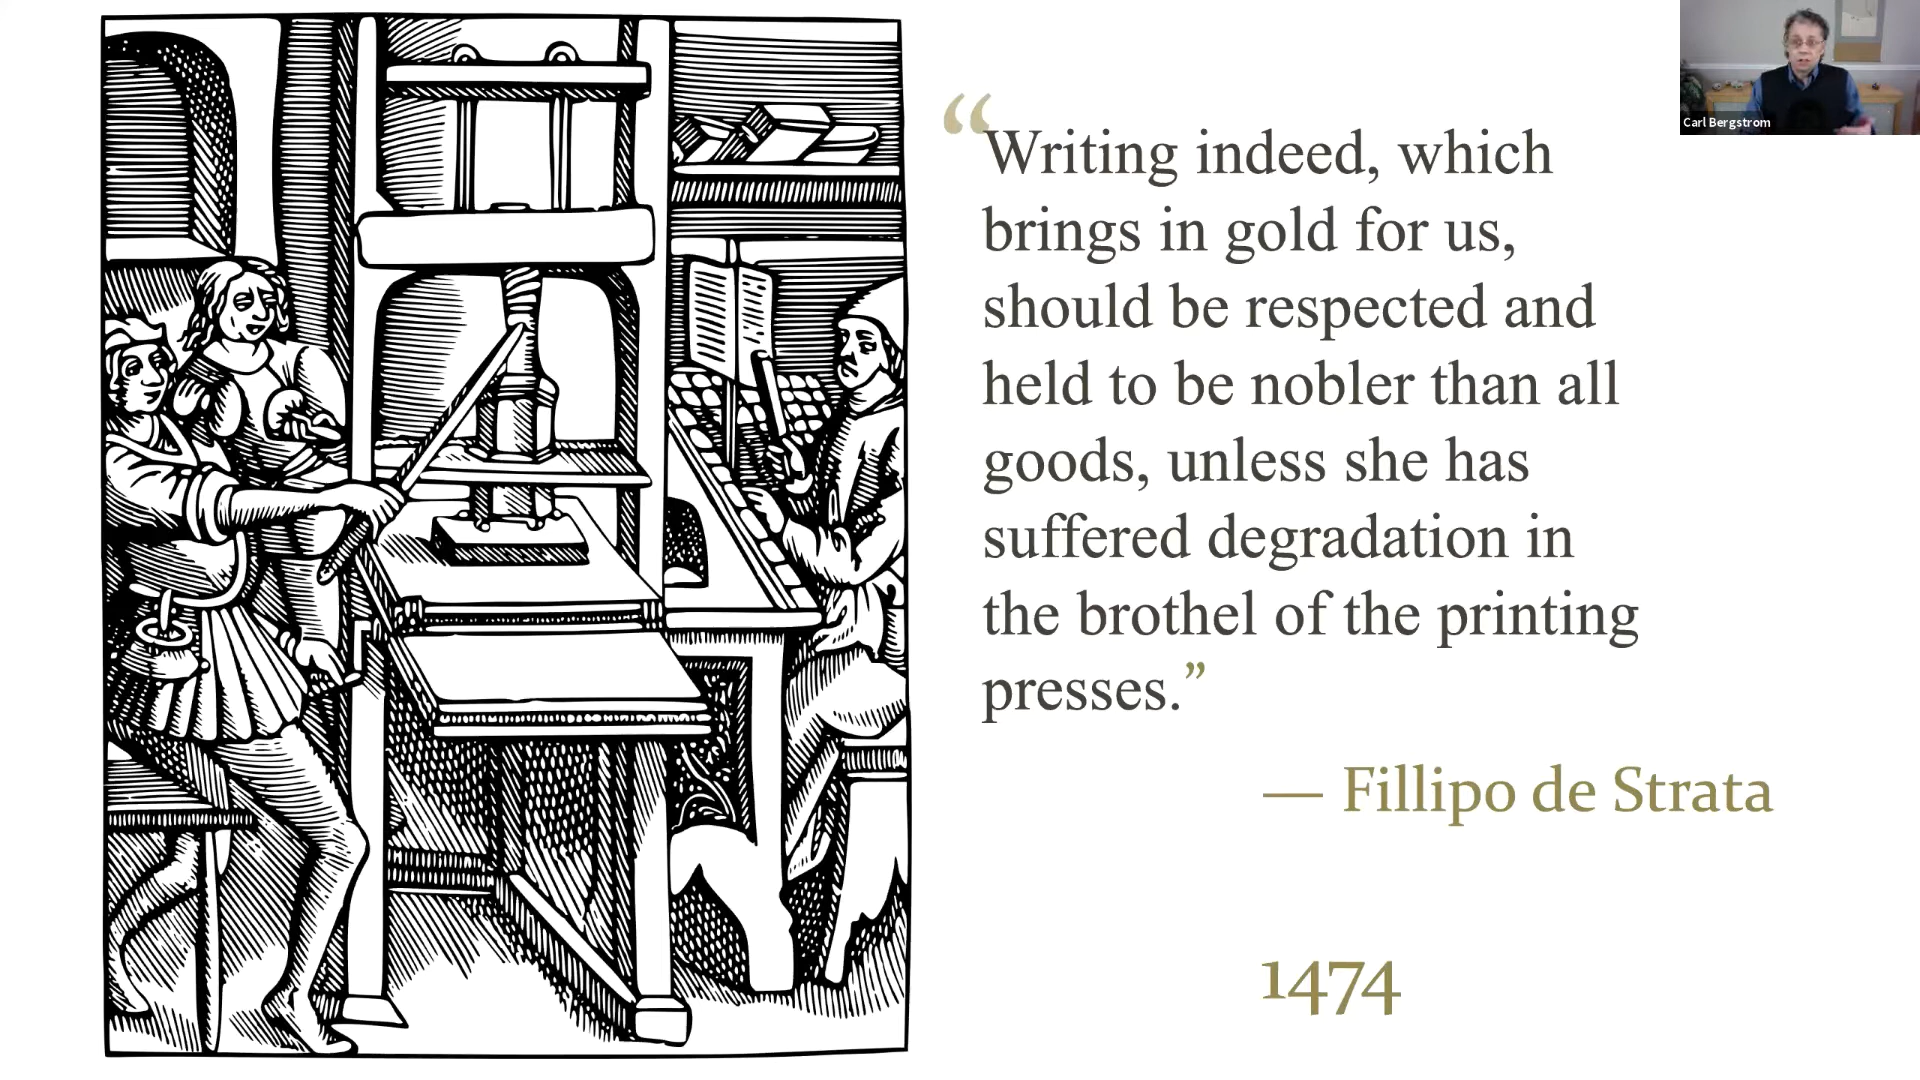 “Writing indeed, which
brings in gold for us,
should be respected and
held to be nobler than all
goods, unless she has
suffered degradation in
the brothel of the printing
presses.”
— Fillipo de Strata
1474
Carl Bergstrom